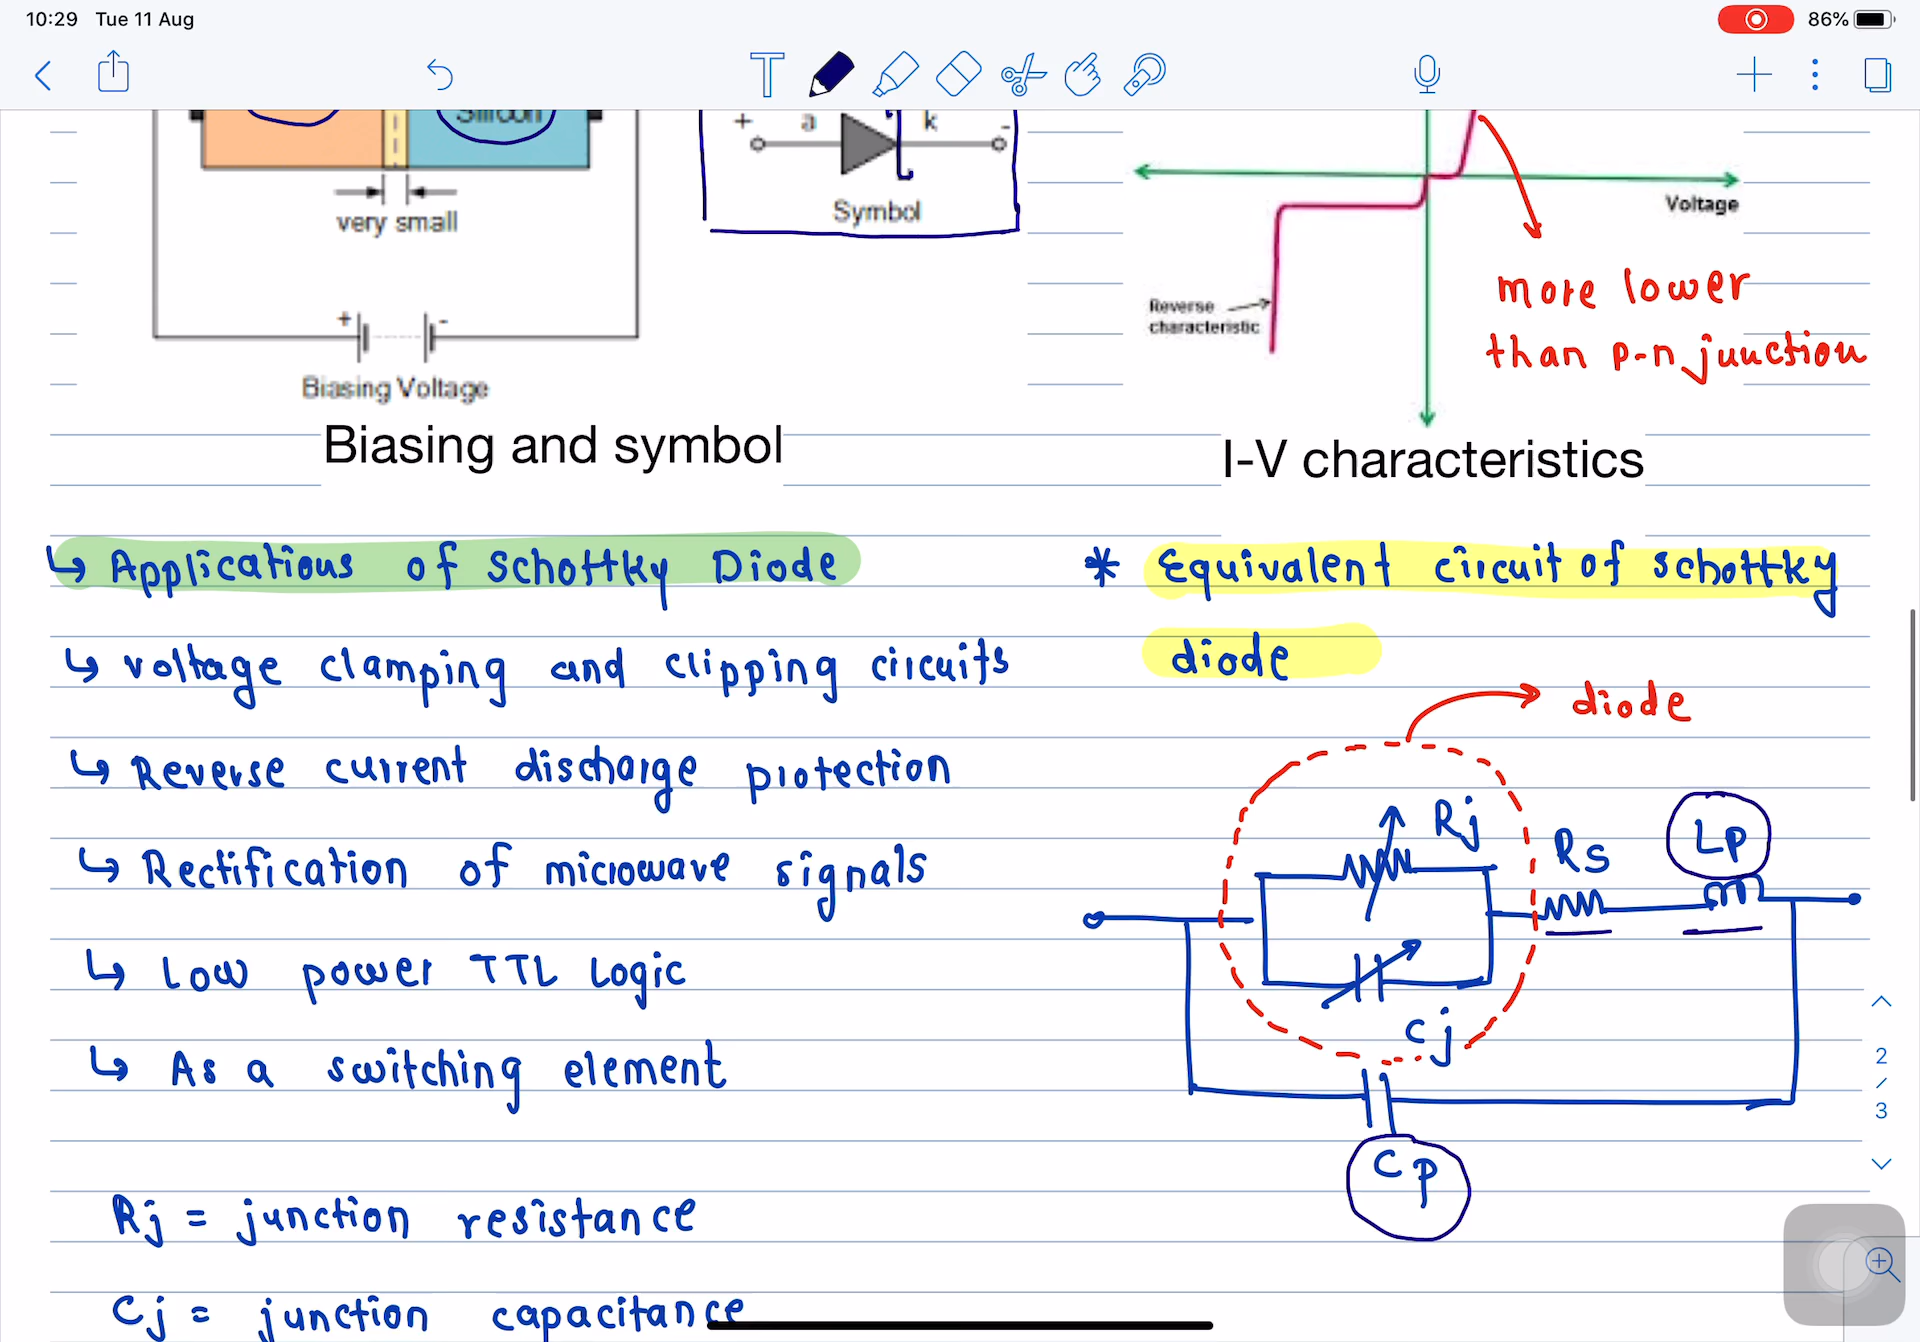 10:29 Tue 11 Aug
86%
Silicon
+ a k -
very small
Symbol
Voltage
Reverse
characteristic
more lower
than p-n junction
+ -
Biasing Voltage
Biasing and symbol
I-V characteristics
↳ Applications of Schottky Diode
↳ voltage clamping and clipping circuits
↳ Reverse current discharge protection
↳ Rectification of microwave signals
↳ Low power TTL Logic
↳ As a switching element
Rj = junction resistance
Cj = junction capacitance
* Equivalent circuit of schottky
diode
diode
Rj
Rs
Lp
Cj
Cp
2
/
3